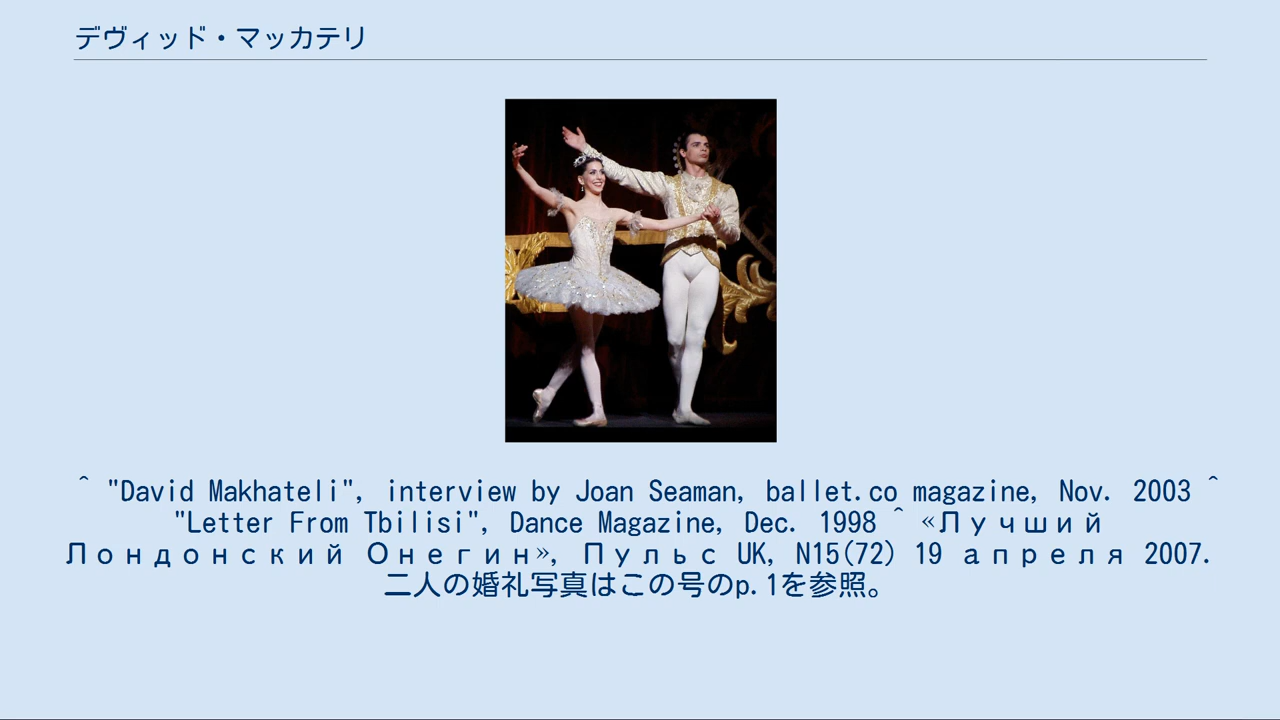 デヴィッド・マッカテリ
^ "David Makhateli", interview by Joan Seaman, ballet.co magazine, Nov. 2003 ^
"Letter From Tbilisi", Dance Magazine, Dec. 1998 ^ «Лучший
Лондонский Онегин», Пульс UK, N15(72) 19 апреля 2007.
二人の婚礼写真はこの号のp.1を参照。